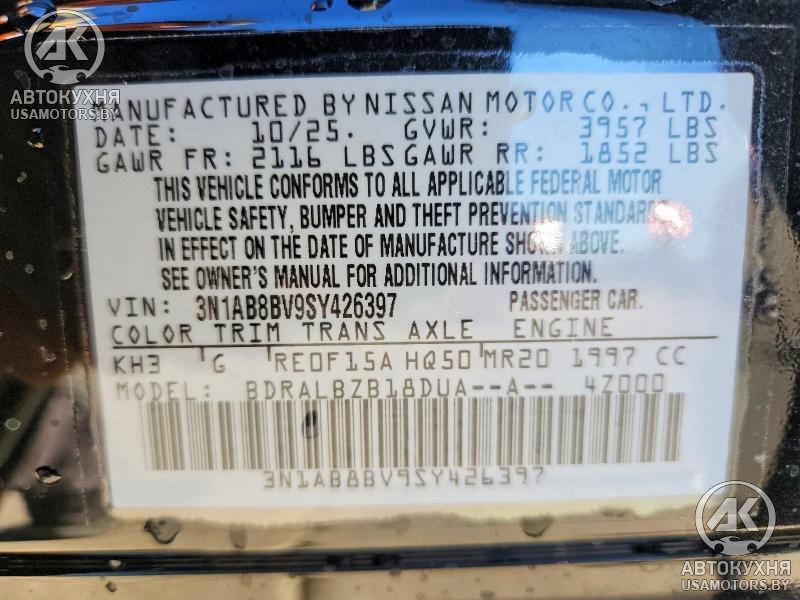 AK
АВТОКУХНЯ
USAMOTORS.BY
MANUFACTURED BY NISSAN MOTOR CO., LTD.
DATE: 10/25. GVWR: 3957 LBS
GAWR FR: 2116 LBS GAWR RR: 1852 LBS
THIS VEHICLE CONFORMS TO ALL APPLICABLE FEDERAL MOTOR
VEHICLE SAFETY, BUMPER AND THEFT PREVENTION STANDARDS
IN EFFECT ON THE DATE OF MANUFACTURE SHOWN ABOVE.
SEE OWNER'S MANUAL FOR ADDITIONAL INFORMATION.
VIN: 3N1AB8BV9SY426397 PASSENGER CAR.
COLOR TRIM TRANS AXLE ENGINE
KH3 G RE0F15A HQ50 MR20 1997 CC
MODEL: BDRALBZB18DUA--A-- 4Z000
3N1AB8BV9SY426397
AK
АВТОКУХНЯ
USAMOTORS.BY